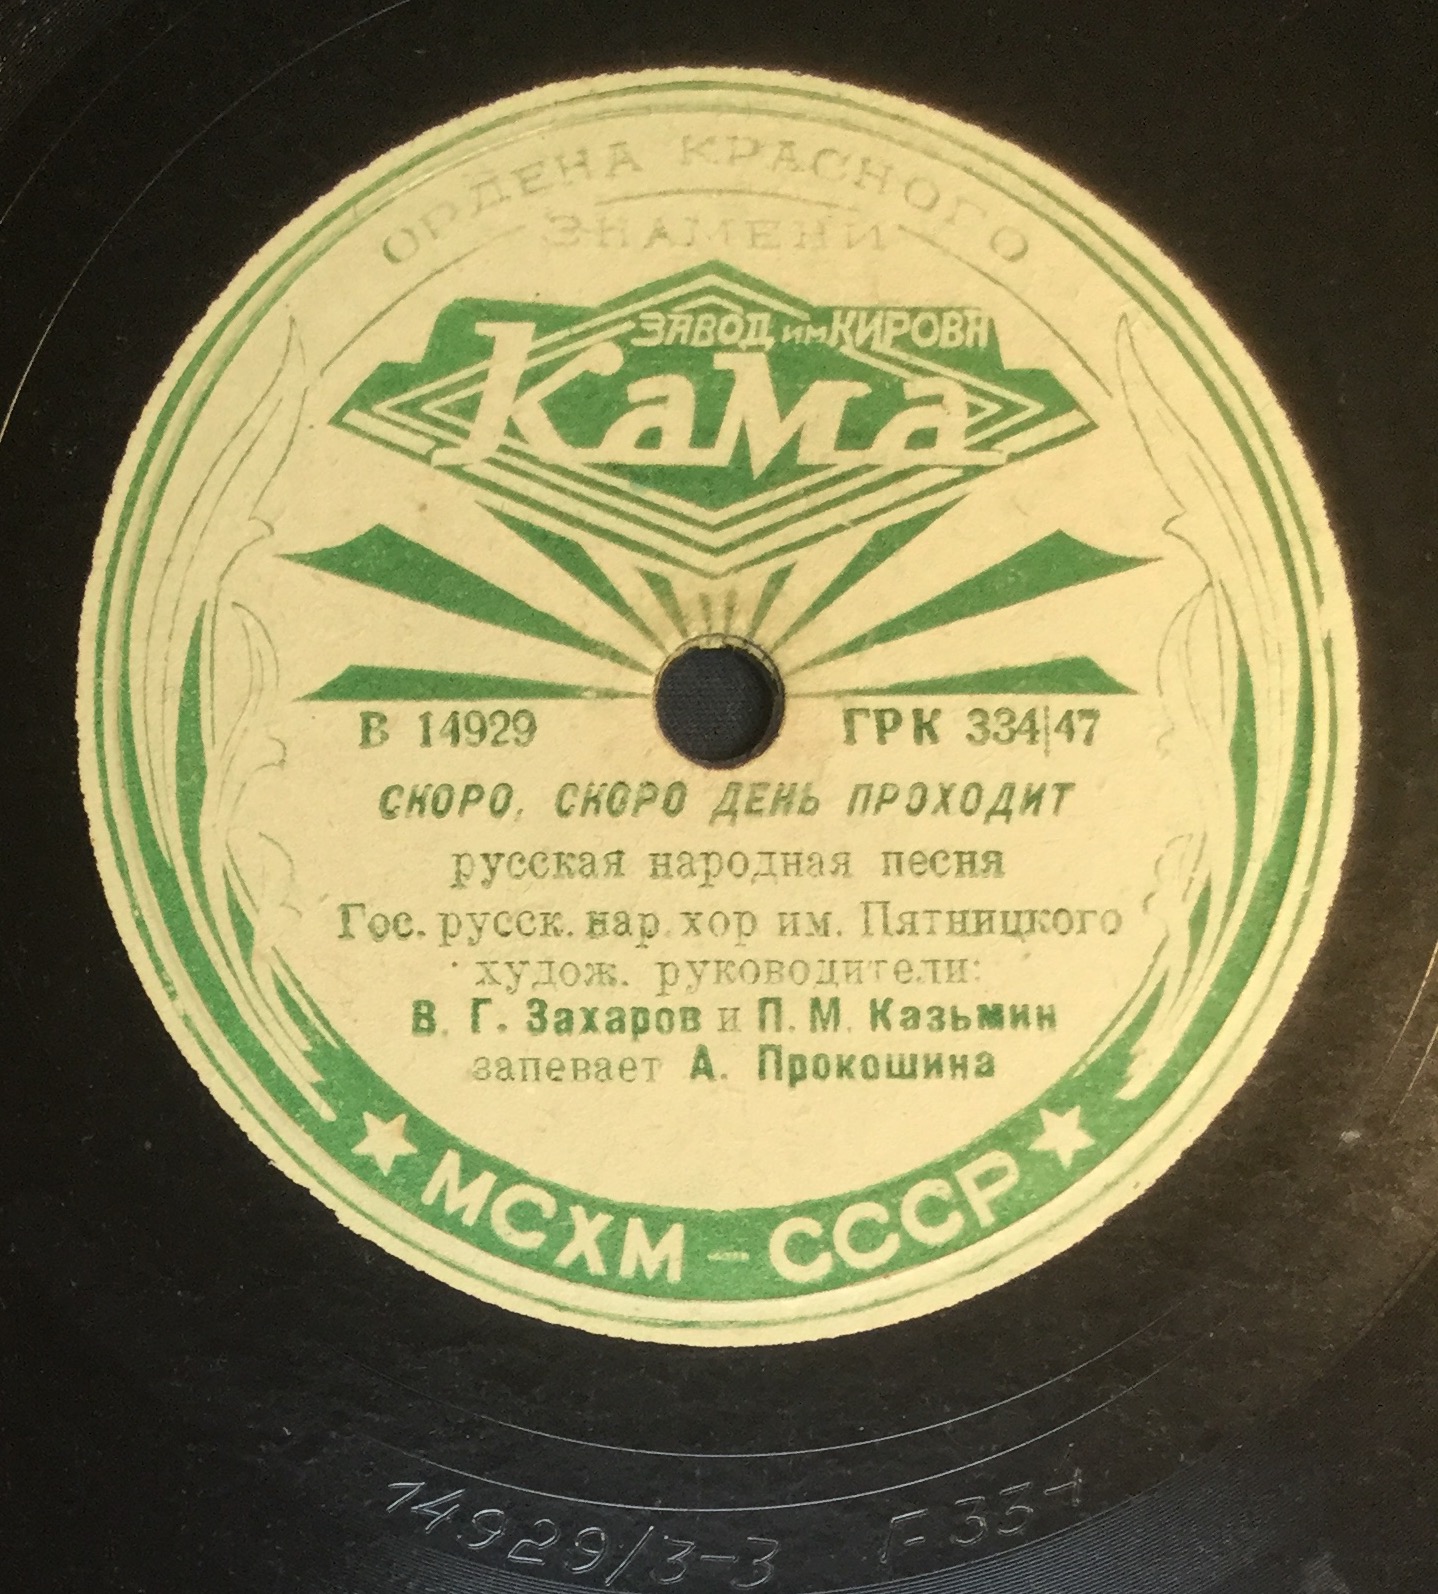 ОРДЕНА КРАСНОГО
ЗНАМЕНИ
ЗАВОД им КИРОВА
КаМа
В 14929
ГРК 334|47
СКОРО, СКОРО ДЕНЬ ПРОХОДИТ
русская народная песня
Гос. русск. нар. хор им. Пятницкого
худож. руководители:
В. Г. Захаров и П. М. Казьмин
запевает А. Прокошина
МСХМ – СССР
14929/3-3